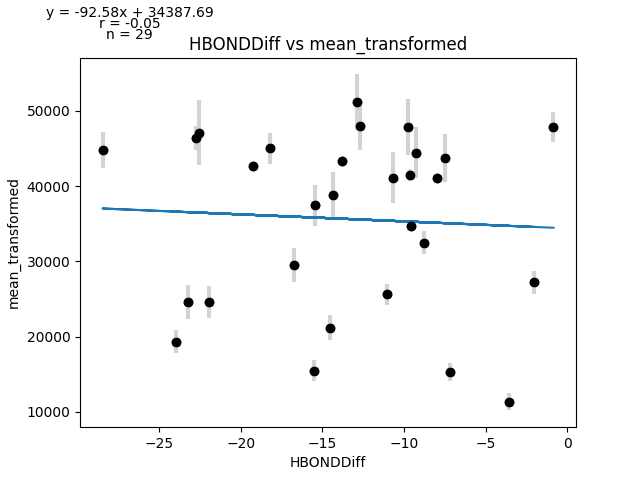 y = -92.58x + 34387.69
r = -0.05
n = 29
HBONDDiff vs mean_transformed
50000
40000
30000
20000
10000
mean_transformed
−25
−20
−15
−10
−5
0
HBONDDiff